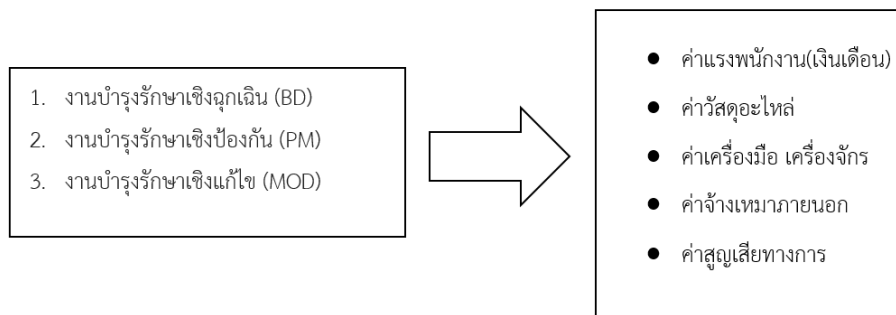 1. งานบำรุงรักษาเชิงฉุกเฉิน (BD)
2. งานบำรุงรักษาเชิงป้องกัน (PM)
3. งานบำรุงรักษาเชิงแก้ไข (MOD)
● ค่าแรงพนักงาน(เงินเดือน)
● ค่าวัสดุอะไหล่
● ค่าเครื่องมือ เครื่องจักร
● ค่าจ้างเหมาภายนอก
● ค่าสูญเสียทางการ